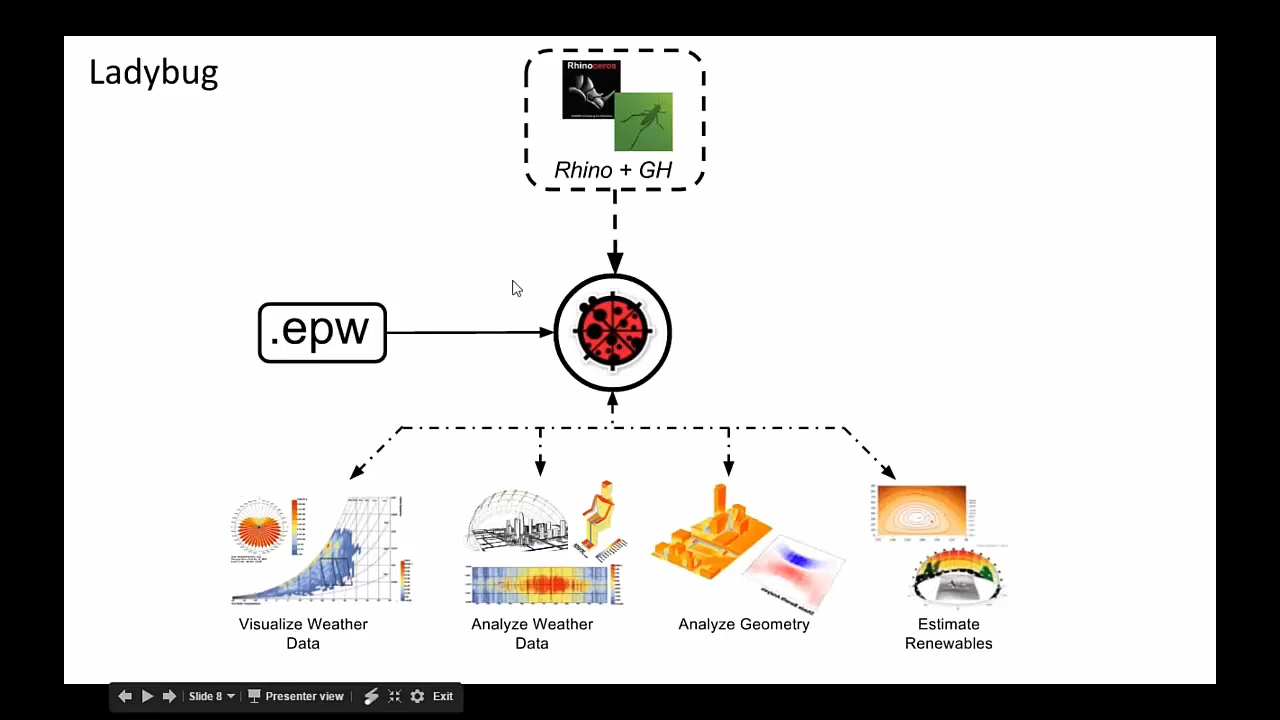 Ladybug
Rhinoceros
Rhino + GH
.epw
Visualize Weather
Data
Analyze Weather
Data
Analyze Geometry
Estimate
Renewables
Slide 8
Presenter view
Exit